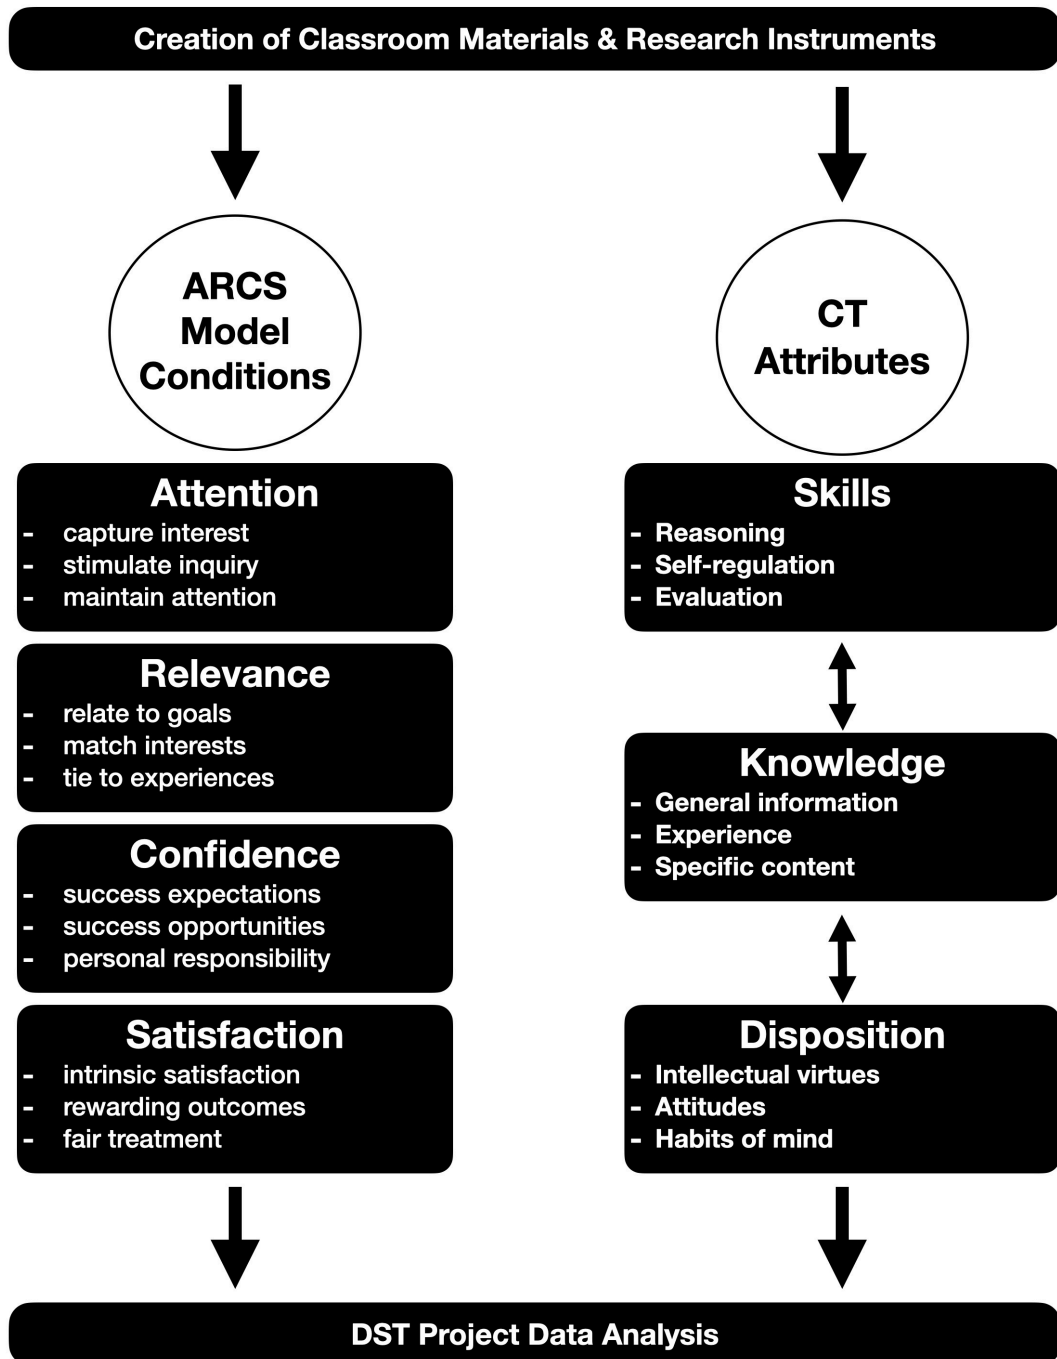 Creation of Classroom Materials & Research Instruments
ARCS
Model
Conditions
Attention
- capture interest
- stimulate inquiry
- maintain attention
Relevance
- relate to goals
- match interests
- tie to experiences
Confidence
- success expectations
- success opportunities
- personal responsibility
Satisfaction
- intrinsic satisfaction
- rewarding outcomes
- fair treatment
CT
Attributes
Skills
- Reasoning
- Self-regulation
- Evaluation
Knowledge
- General information
- Experience
- Specific content
Disposition
- Intellectual virtues
- Attitudes
- Habits of mind
DST Project Data Analysis